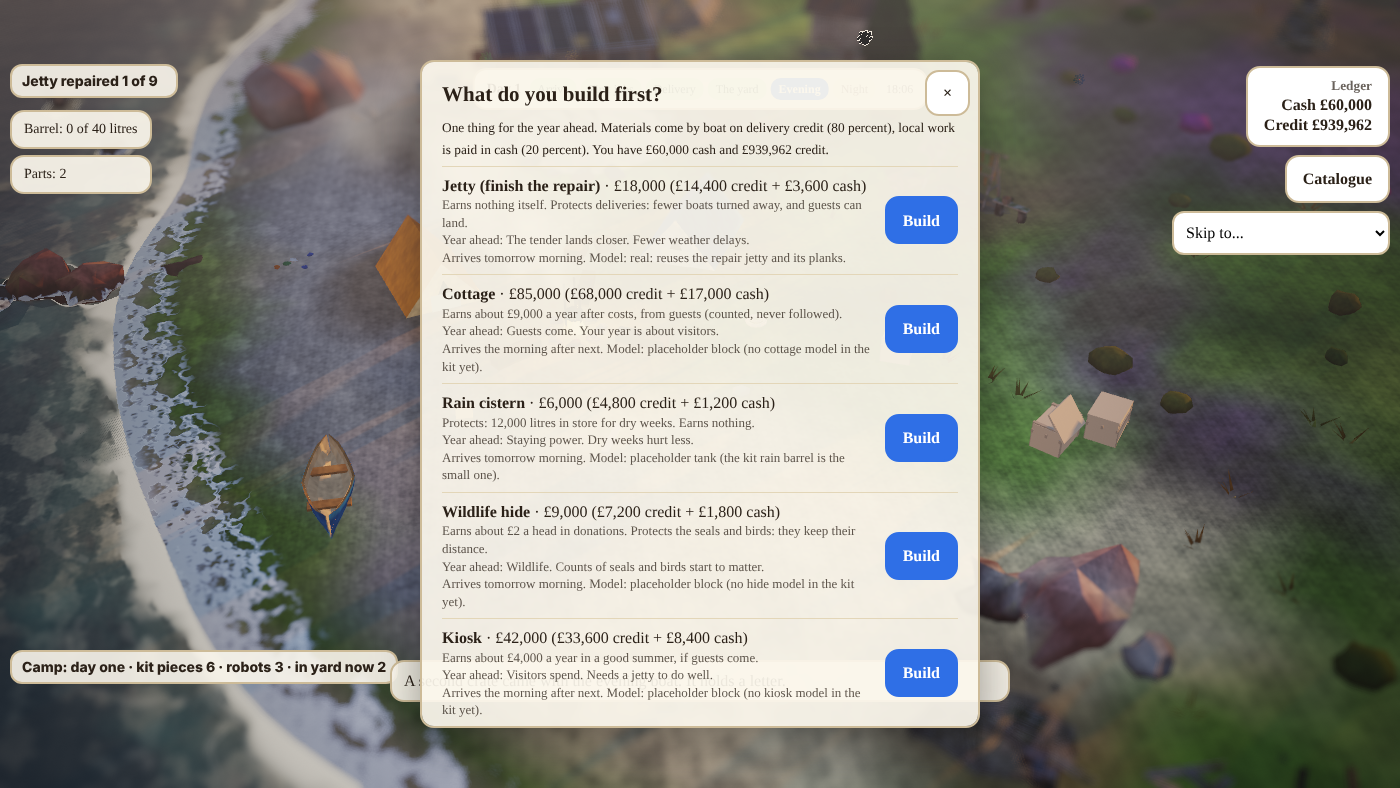 Jetty repaired 1 of 9
Barrel: 0 of 40 litres
Parts: 2
Evening
What do you build first?
×
One thing for the year ahead. Materials come by boat on delivery credit (80 percent), local work
is paid in cash (20 percent). You have £60,000 cash and £939,962 credit.
Jetty (finish the repair) · £18,000 (£14,400 credit + £3,600 cash)
Earns nothing itself. Protects deliveries: fewer boats turned away, and guests can
land.
Year ahead: The tender lands closer. Fewer weather delays.
Arrives tomorrow morning. Model: real: reuses the repair jetty and its planks.
Build
Cottage · £85,000 (£68,000 credit + £17,000 cash)
Earns about £9,000 a year after costs, from guests (counted, never followed).
Year ahead: Guests come. Your year is about visitors.
Arrives the morning after next. Model: placeholder block (no cottage model in the
kit yet).
Build
Rain cistern · £6,000 (£4,800 credit + £1,200 cash)
Protects: 12,000 litres in store for dry weeks. Earns nothing.
Year ahead: Staying power. Dry weeks hurt less.
Arrives tomorrow morning. Model: placeholder tank (the kit rain barrel is the
small one).
Build
Wildlife hide · £9,000 (£7,200 credit + £1,800 cash)
Earns about £2 a head in donations. Protects the seals and birds: they keep their
distance.
Year ahead: Wildlife. Counts of seals and birds start to matter.
Arrives tomorrow morning. Model: placeholder block (no hide model in the kit
yet).
Build
Kiosk · £42,000 (£33,600 credit + £8,400 cash)
Earns about £4,000 a year in a good summer, if guests come.
Year ahead: Visitors spend. Needs a jetty to do well.
Arrives the morning after next. Model: placeholder block (no kiosk model in the
kit yet).
Build
Ledger
Cash £60,000
Credit £939,962
Catalogue
Skip to...
Camp: day one · kit pieces 6 · robots 3 · in yard now 2